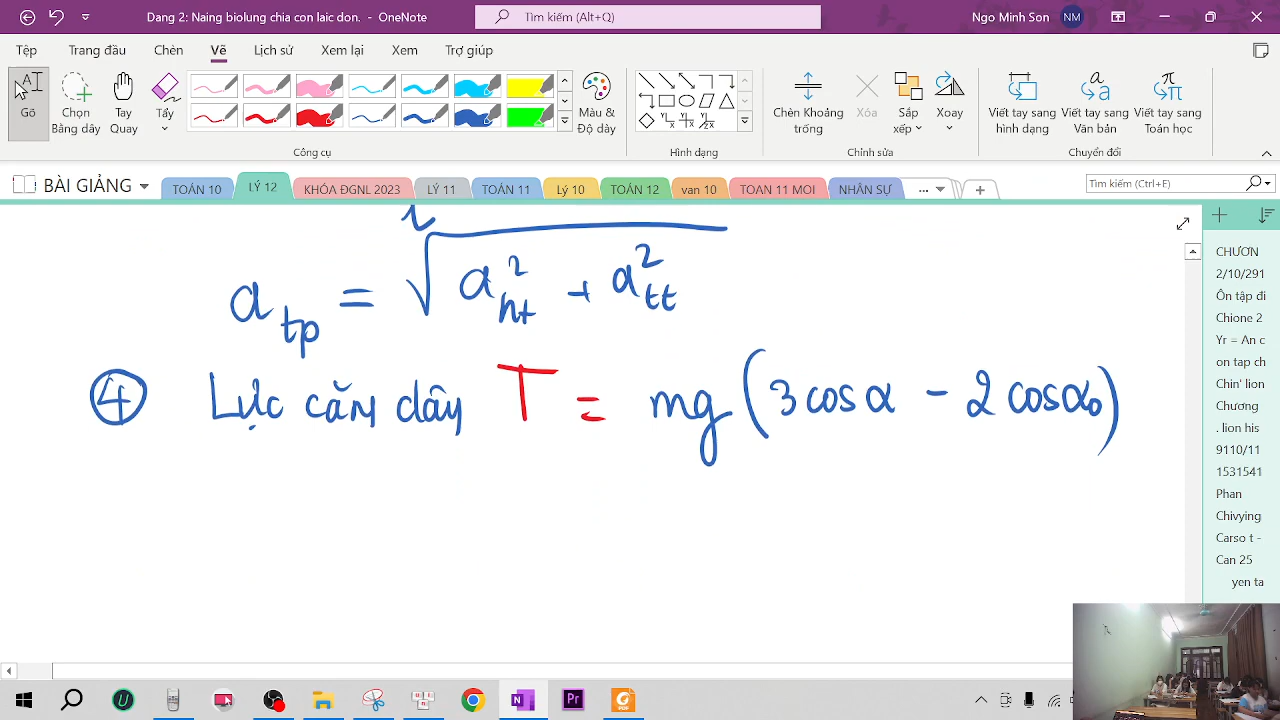 Dang 2: Naing biolung chia con laic don. - OneNote
Tìm kiếm (Alt+Q)
Ngo Minh Son
NM
Tệp
Trang đầu
Chèn
Vẽ
Lịch sử
Xem lại
Xem
Trợ giúp
Gõ
Chọn Bằng dây
Tay Quay
Tẩy
Màu & Độ dày
Công cụ
Hình dạng
Chèn Khoảng trống
Xóa
Sắp xếp
Xoay
Chỉnh sửa
Viết tay sang hình dạng
Viết tay sang Văn bản
Viết tay sang Toán học
Chuyển đổi
BÀI GIẢNG
TOÁN 10
LÝ 12
KHÓA ĐGNL 2023
LÝ 11
TOÁN 11
Lý 10
TOÁN 12
van 10
TOAN 11 MOI
NHÂN SỰ
...
Tìm kiếm (Ctrl+E)
a_tp = √(a_ht² + a_tt²)
④ Lực căng dây T = mg(3cosα - 2cosα₀)
CHƯƠN
2/10/291
Ôn tập đi
Chione 2
Yr = An c
on tap ch
Chin' lion
Chương
. lion his
9110/11
1531541
Phan
Chivying
Carso t -
Can 25
yen ta